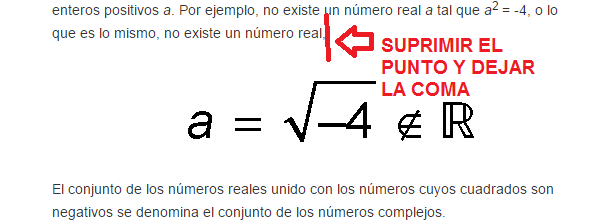 enteros positivos a. Por ejemplo, no existe un número real a tal que a² = -4, o lo
que es lo mismo, no existe un número real,
SUPRIMIR EL
PUNTO Y DEJAR
LA COMA
a = √-4 ∉ ℝ
El conjunto de los números reales unido con los números cuyos cuadrados son
negativos se denomina el conjunto de los números complejos.